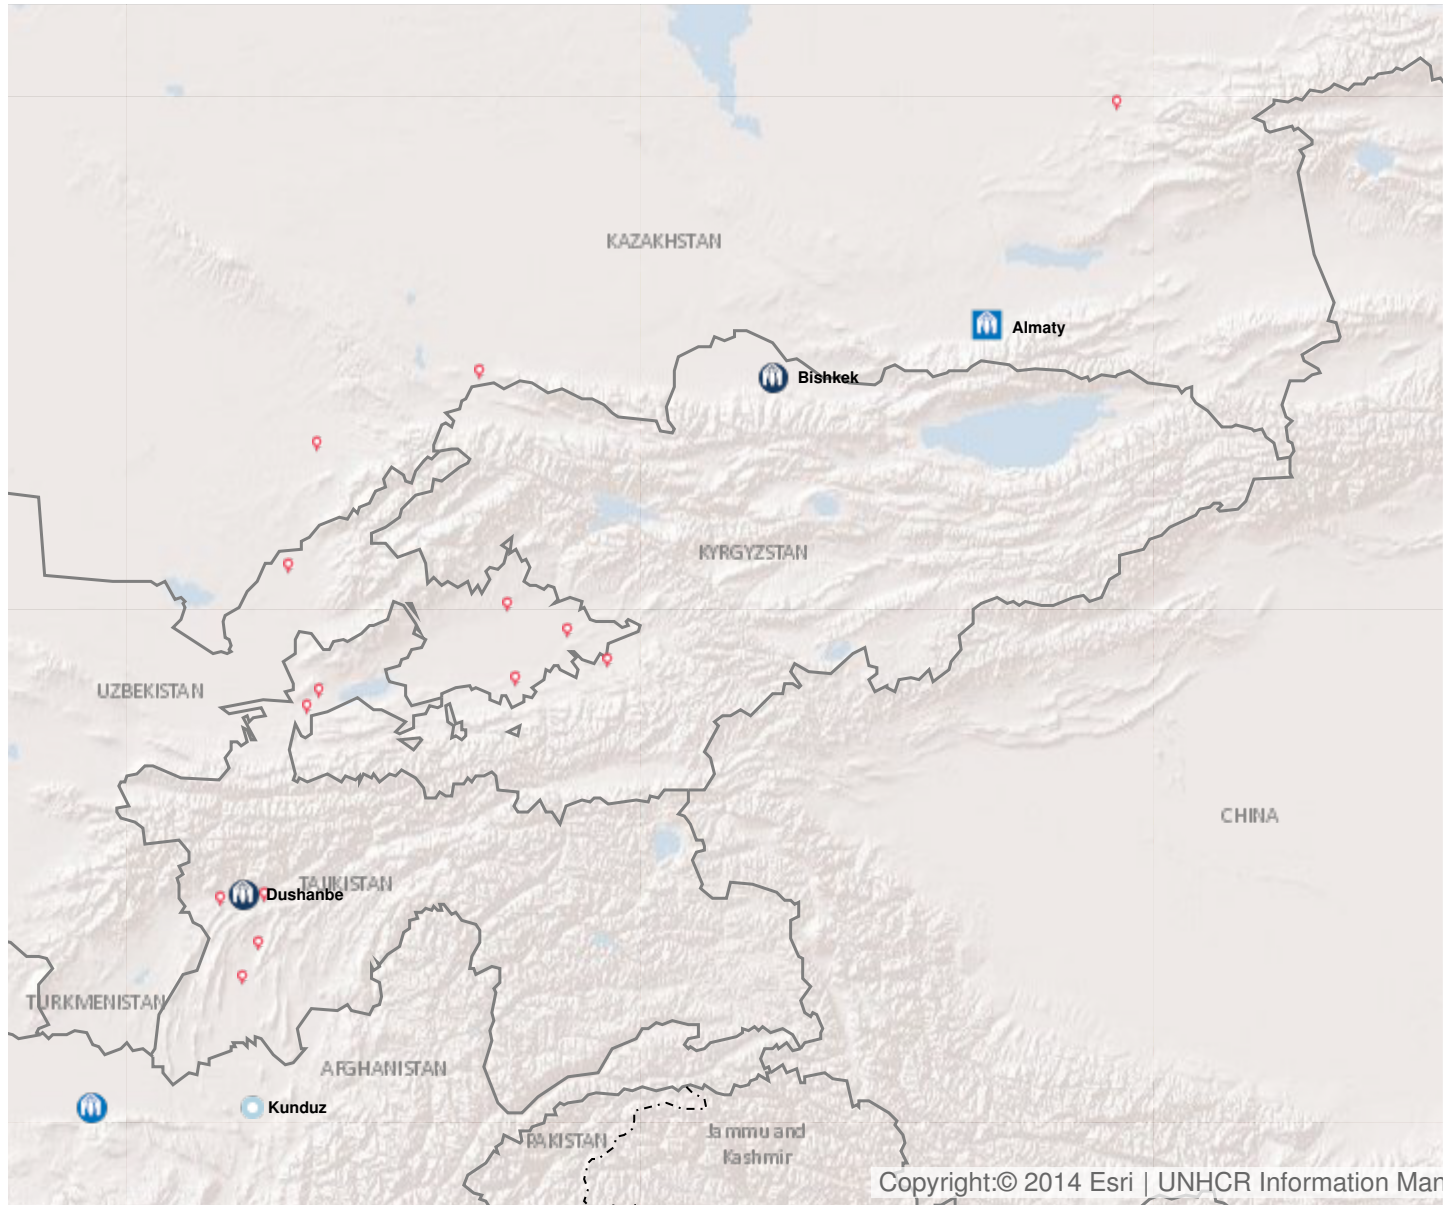 KAZAKHSTAN
Almaty
Bishkek
KYRGYZSTAN
UZBEKISTAN
CHINA
TAJIKISTAN
Dushanbe
TURKMENISTAN
AFGHANISTAN
Kunduz
PAKISTAN
Jammu and
Kashmir
Copyright:© 2014 Esri | UNHCR Information Man